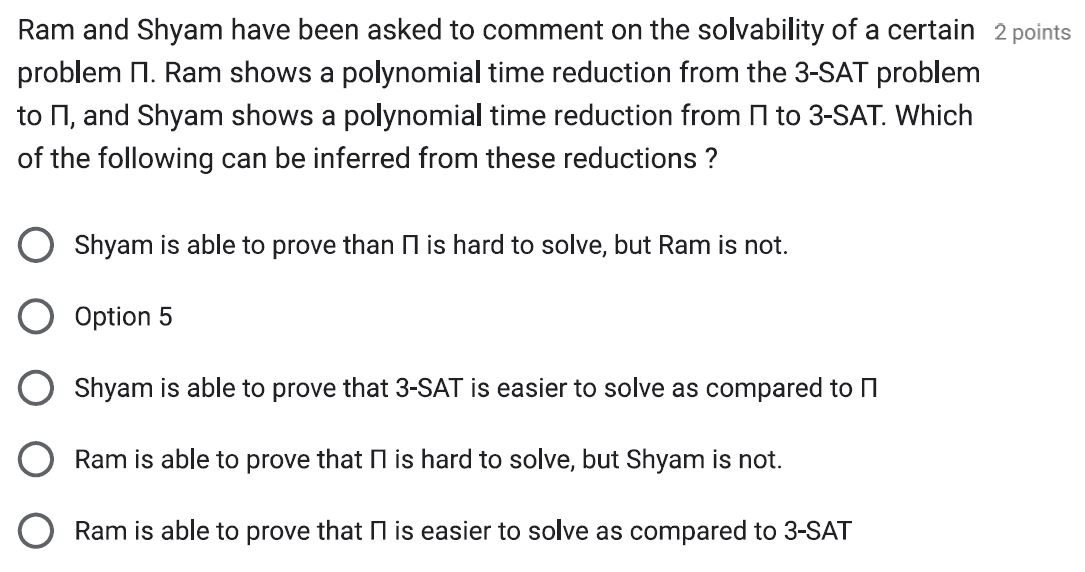 Ram and Shyam have been asked to comment on the solvability of a certain 2 points
problem Π. Ram shows a polynomial time reduction from the 3-SAT problem
to Π, and Shyam shows a polynomial time reduction from Π to 3-SAT. Which
of the following can be inferred from these reductions ?
Shyam is able to prove than Π is hard to solve, but Ram is not.
Option 5
Shyam is able to prove that 3-SAT is easier to solve as compared to Π
Ram is able to prove that Π is hard to solve, but Shyam is not.
Ram is able to prove that Π is easier to solve as compared to 3-SAT